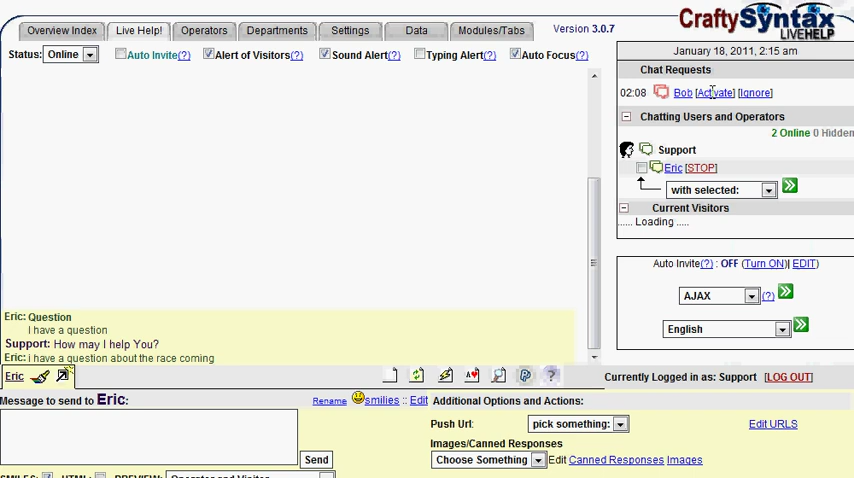 CraftySyntax
LIVEHELP
Overview Index Live Help! Operators Departments Settings Data Modules/Tabs Version 3.0.7
Status: Online Auto Invite(?) Alert of Visitors(?) Sound Alert(?) Typing Alert(?) Auto Focus(?)
January 18, 2011, 2:15 am
Chat Requests
02:08 Bob [Activate] [Ignore]
Chatting Users and Operators
2 Online 0 Hidden
Support
Eric [STOP]
with selected:
Current Visitors
...... Loading .....
Auto Invite(?) : OFF (Turn ON)| EDIT)
AJAX (?)
English
Eric: Question
I have a question
Support: How may I help You?
Eric: i have a question about the race coming
Eric
Currently Logged in as: Support [LOG OUT]
Message to send to Eric: Rename smilies :: Edit
Additional Options and Actions:
Push Url: pick something: Edit URLS
Images/Canned Responses
Send
Choose Something Edit Canned Responses Images
SMILES: HTML: PREVIEW: Operator and Visitor